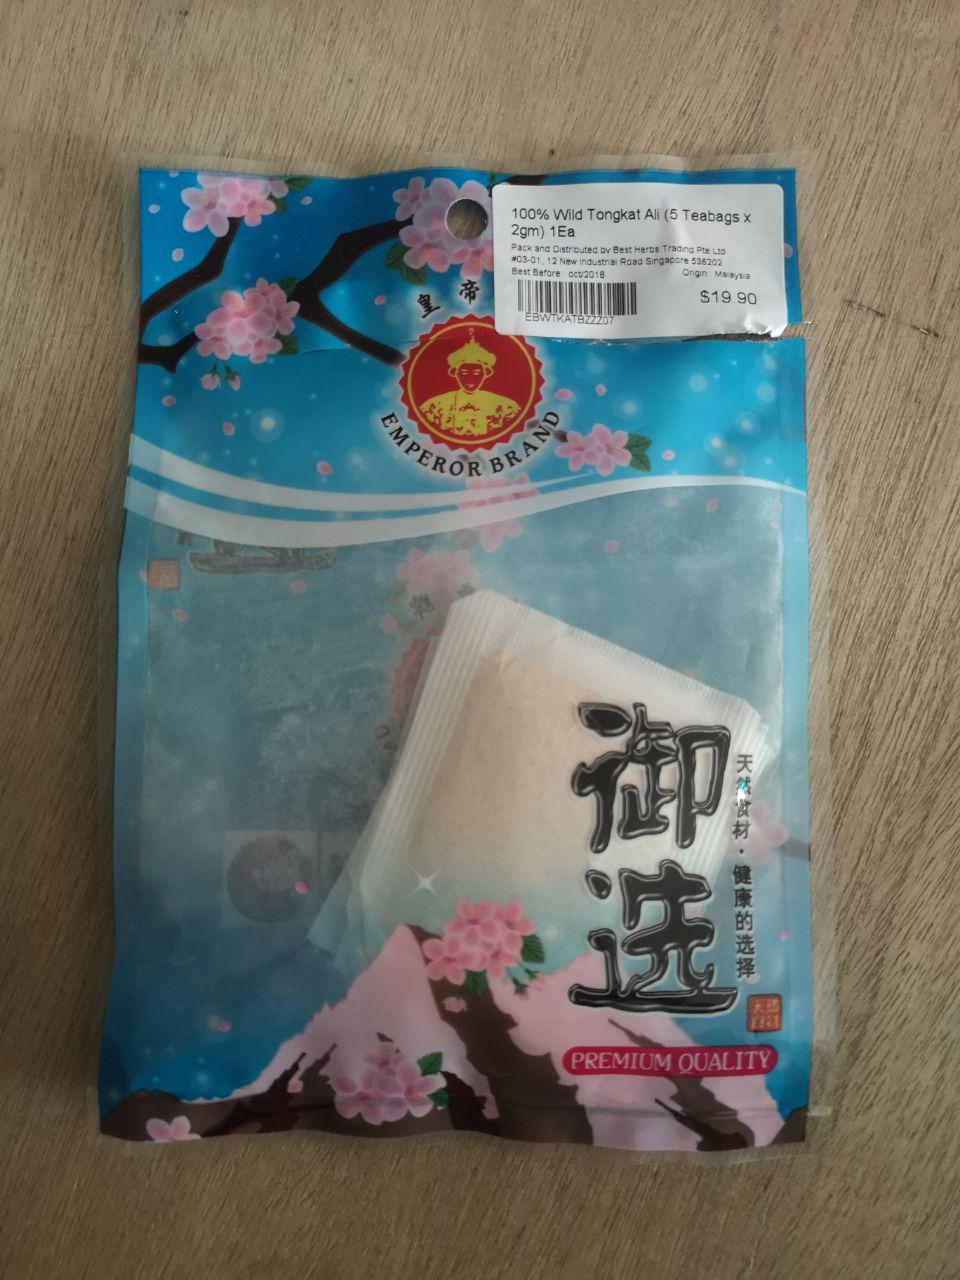 100% Wild Tongkat Ali (5 Teabags x
2gm) 1Ea
Pack and Distributed by Best Herbs Trading Pte Ltd
#03-01, 12 New Industrial Road Singapore 536202
Best Before oct/2018 Origin Malaysia
$19.90
EBWTKATBZZZ07
皇帝
EMPEROR BRAND
御选
天然食材·健康的选择
PREMIUM QUALITY